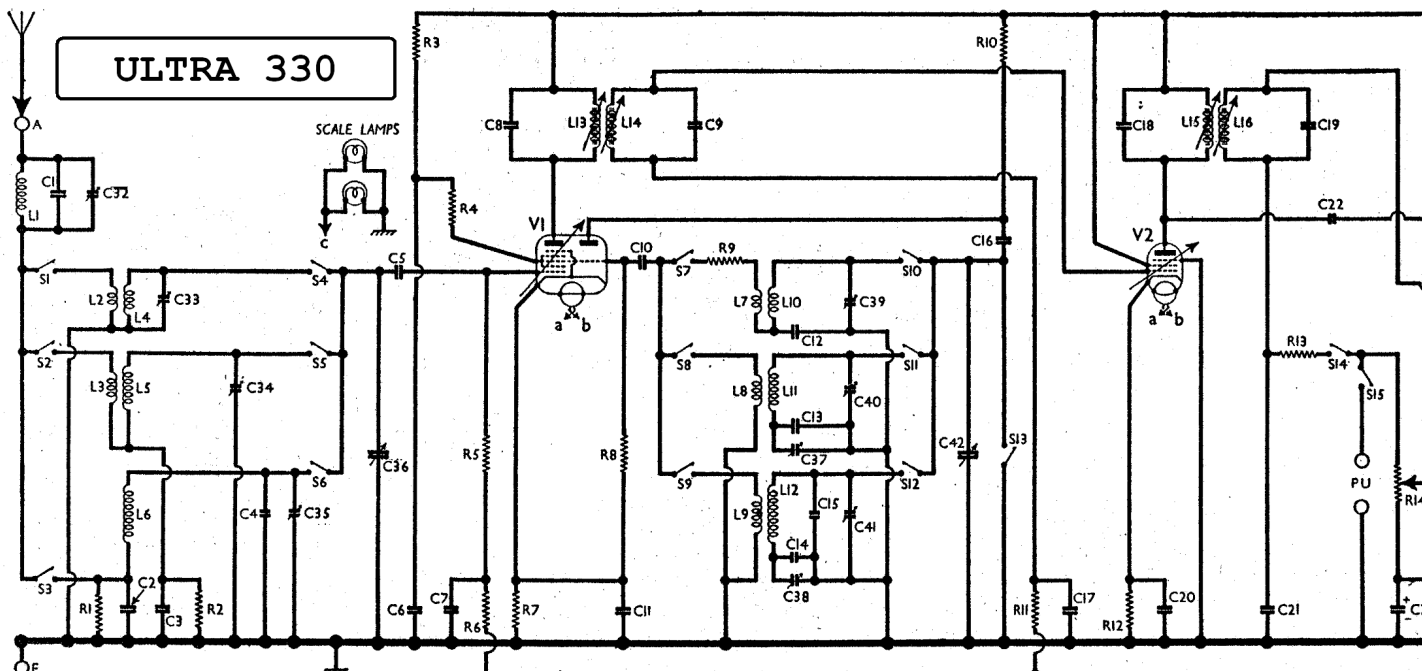 ULTRA 330
R3
R10
C8
L13
L14
C9
C18
L15
L16
C19
A
SCALE LAMPS
C1
C32
L1
c
R4
V1
C22
V2
C16
S1
L2
L4
C33
S4
C5
C10
S7
R9
S10
a
b
L7
L10
C39
C12
a
b
S2
L3
L5
C34
S5
S8
L8
L11
C40
S11
R13
S14
S15
C13
C37
C36
R5
R8
C42
S13
S6
S9
S12
PU
R14
L6
C4
C35
L9
L12
C15
C41
C14
C38
S3
R1
C2
C3
R2
C6
C7
R6
R7
C11
R11
C17
R12
C20
C21
+
-
E